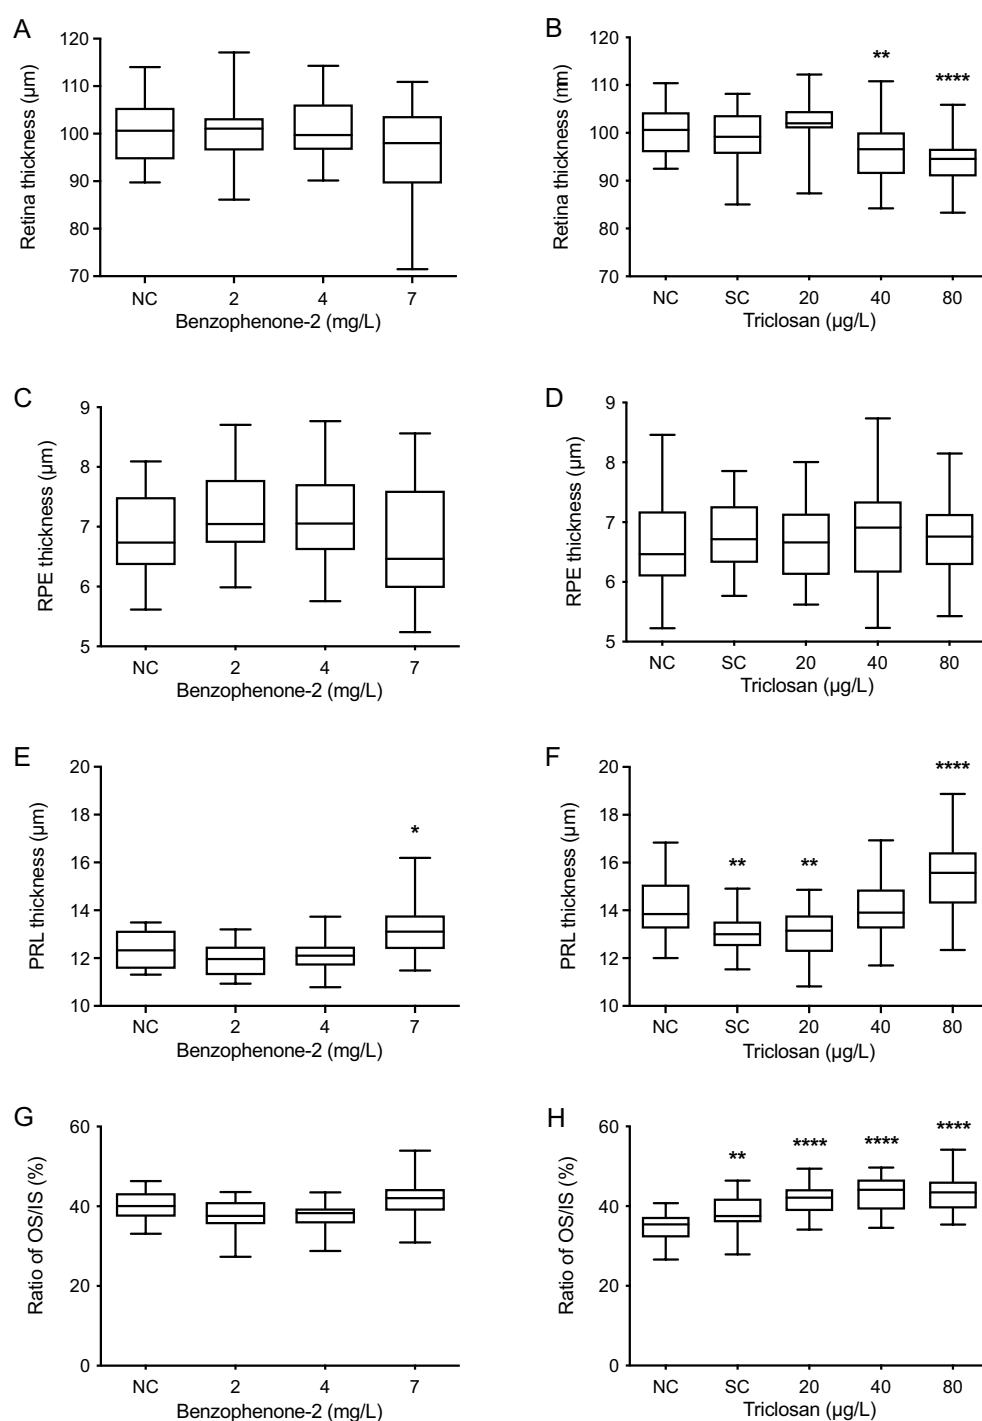 A
Retina thickness (µm)
120
110
100
90
80
70
NC 2 4 7
Benzophenone-2 (mg/L)
B
Retina thickness (mm)
120
110
100
90
80
70
** ****
NC SC 20 40 80
Triclosan (µg/L)
C
RPE thickness (µm)
9
8
7
6
5
NC 2 4 7
Benzophenone-2 (mg/L)
D
RPE thickness (µm)
9
8
7
6
5
NC SC 20 40 80
Triclosan (µg/L)
E
PRL thickness (µm)
20
18
16
14
12
10
*
NC 2 4 7
Benzophenone-2 (mg/L)
F
PRL thickness (µm)
20
18
16
14
12
10
** ** ****
NC SC 20 40 80
Triclosan (µg/L)
G
Ratio of OS/IS (%)
60
40
20
0
NC 2 4 7
Benzophenone-2 (mg/L)
H
Ratio of OS/IS (%)
60
40
20
0
** **** **** ****
NC SC 20 40 80
Triclosan (µg/L)